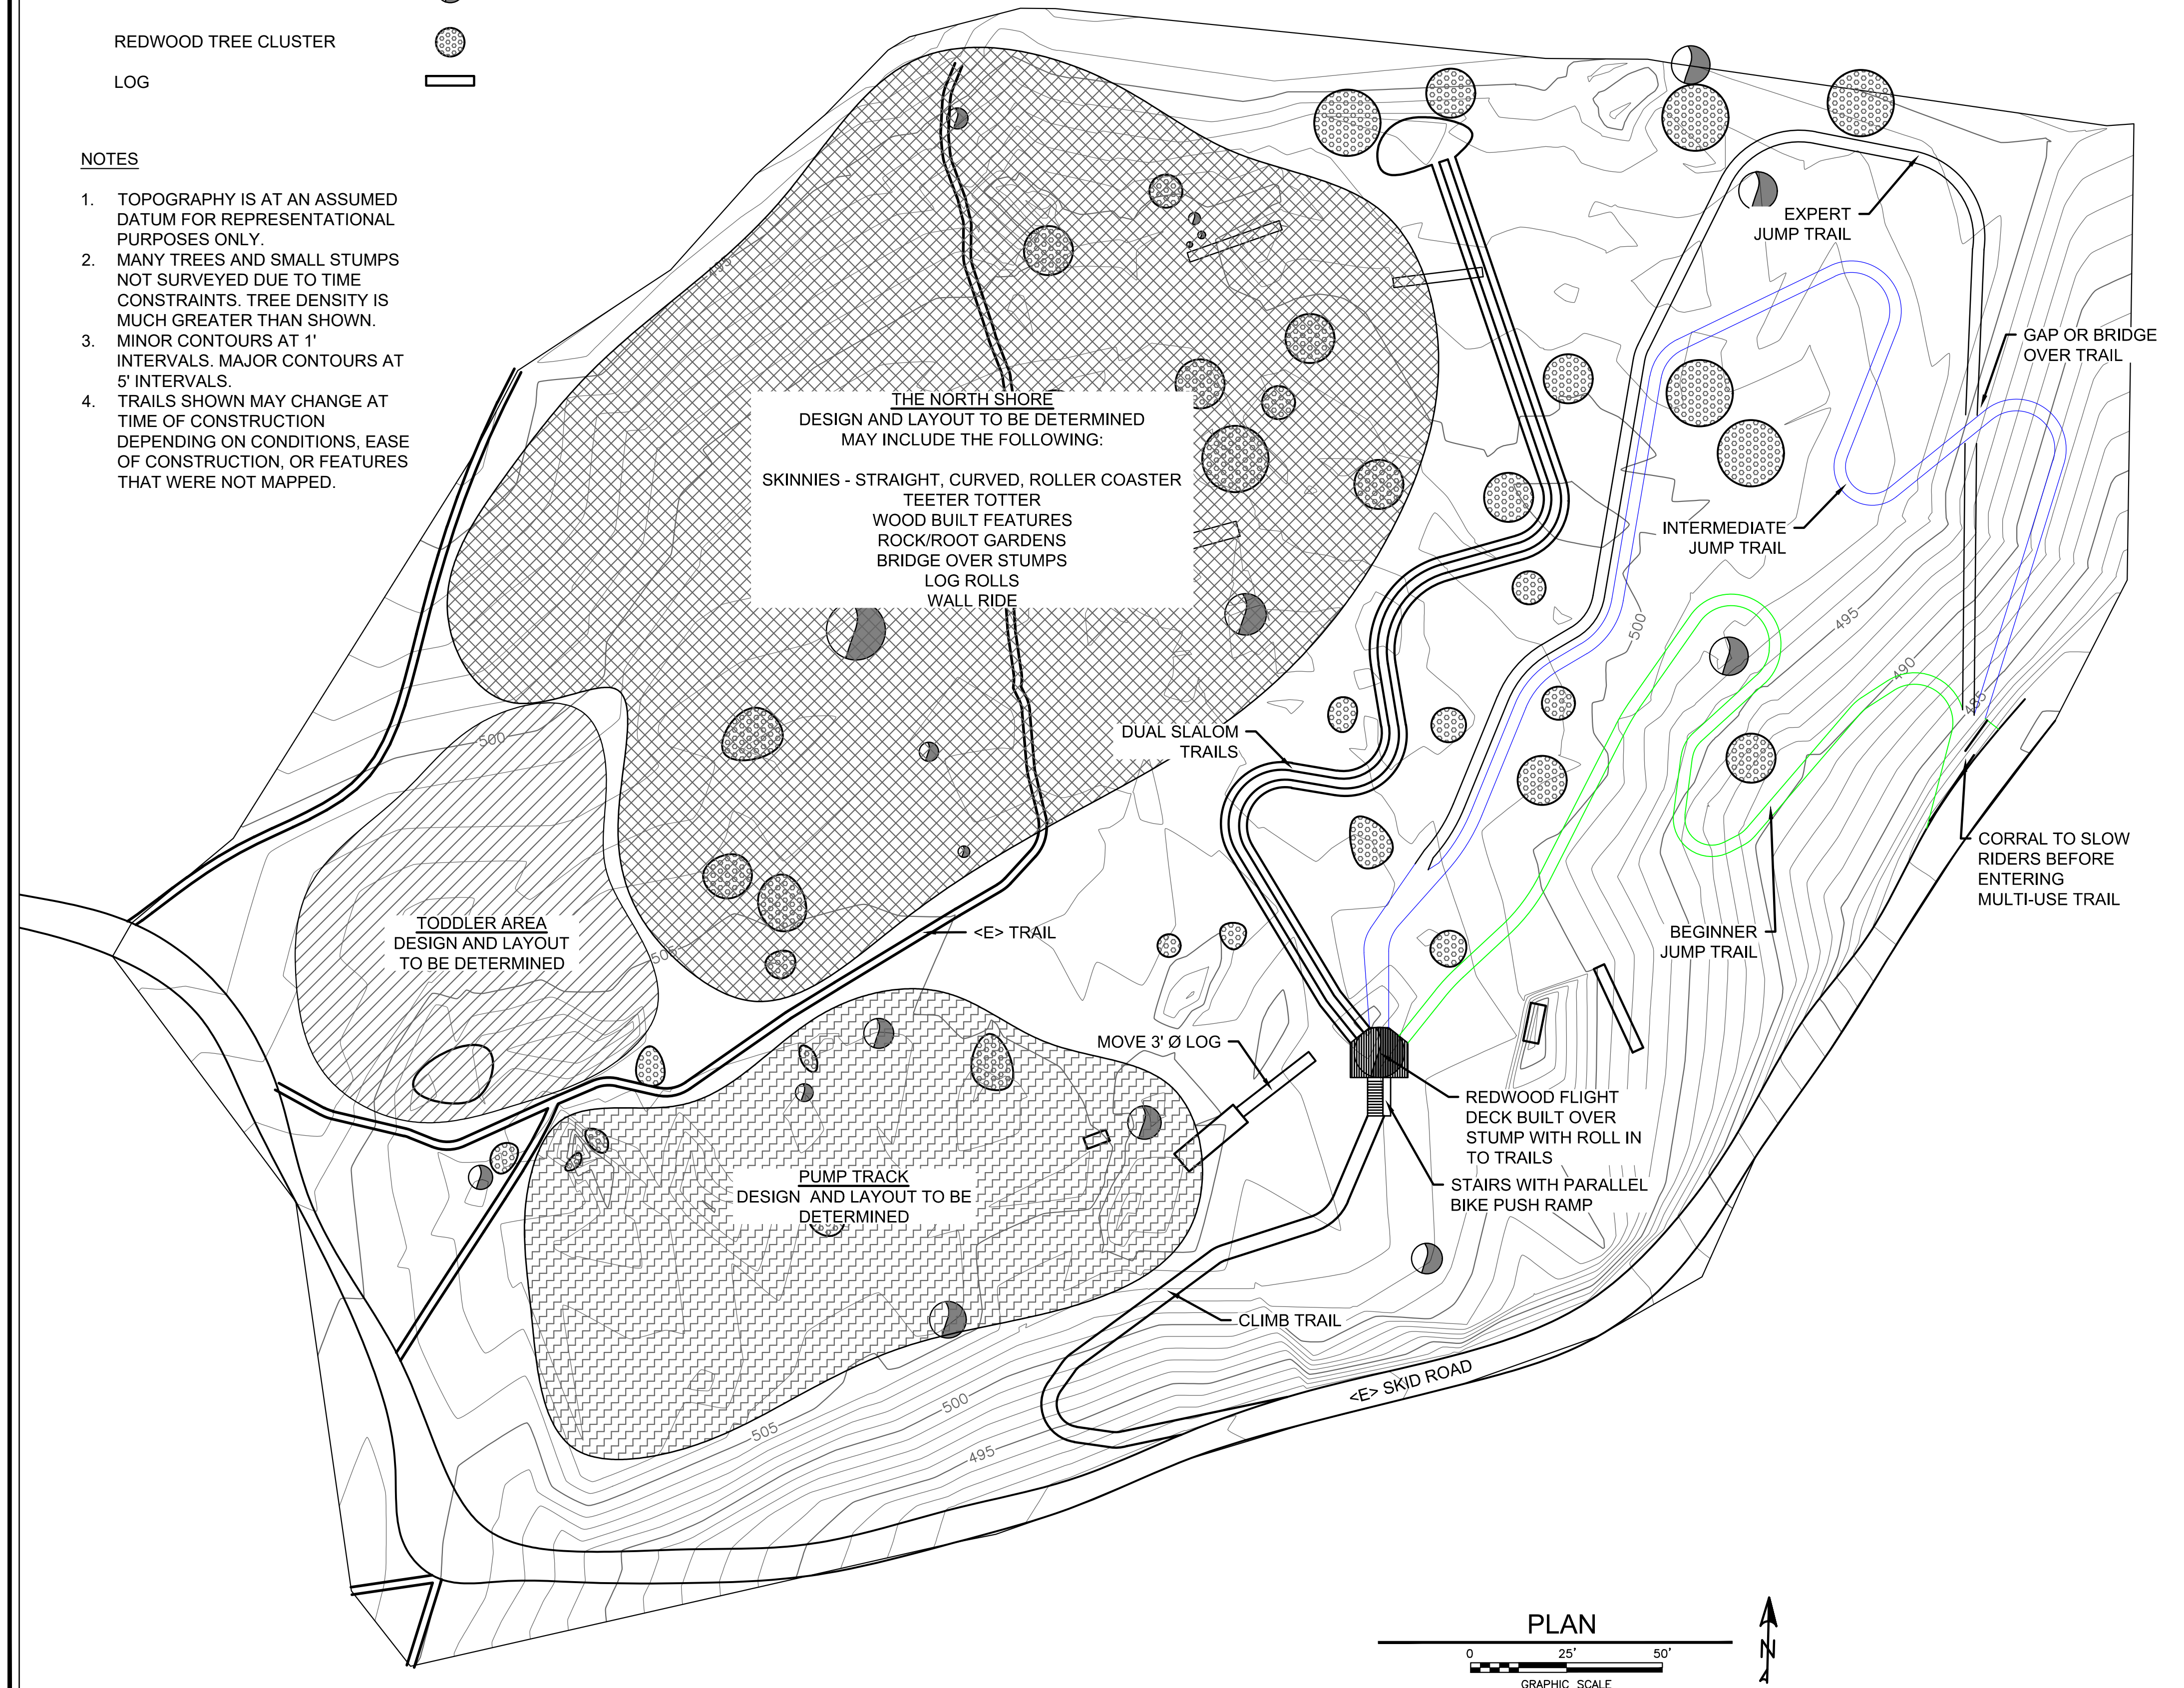 REDWOOD TREE CLUSTER
LOG
NOTES
1. TOPOGRAPHY IS AT AN ASSUMED
DATUM FOR REPRESENTATIONAL
PURPOSES ONLY.
2. MANY TREES AND SMALL STUMPS
NOT SURVEYED DUE TO TIME
CONSTRAINTS. TREE DENSITY IS
MUCH GREATER THAN SHOWN.
3. MINOR CONTOURS AT 1'
INTERVALS. MAJOR CONTOURS AT
5' INTERVALS.
4. TRAILS SHOWN MAY CHANGE AT
TIME OF CONSTRUCTION
DEPENDING ON CONDITIONS, EASE
OF CONSTRUCTION, OR FEATURES
THAT WERE NOT MAPPED.
495
THE NORTH SHORE
DESIGN AND LAYOUT TO BE DETERMINED
MAY INCLUDE THE FOLLOWING:
SKINNIES - STRAIGHT, CURVED, ROLLER COASTER
TEETER TOTTER
WOOD BUILT FEATURES
ROCK/ROOT GARDENS
BRIDGE OVER STUMPS
LOG ROLLS
WALL RIDE
EXPERT
JUMP TRAIL
GAP OR BRIDGE
OVER TRAIL
INTERMEDIATE
JUMP TRAIL
500
495
490
485
500
DUAL SLALOM
TRAILS
CORRAL TO SLOW
RIDERS BEFORE
ENTERING
MULTI-USE TRAIL
BEGINNER
JUMP TRAIL
TODDLER AREA
DESIGN AND LAYOUT
TO BE DETERMINED
505
<E> TRAIL
MOVE 3' Ø LOG
REDWOOD FLIGHT
DECK BUILT OVER
STUMP WITH ROLL IN
TO TRAILS
STAIRS WITH PARALLEL
BIKE PUSH RAMP
PUMP TRACK
DESIGN AND LAYOUT TO BE
DETERMINED
CLIMB TRAIL
<E> SKID ROAD
505
500
495
PLAN
0 25' 50'
GRAPHIC SCALE
N